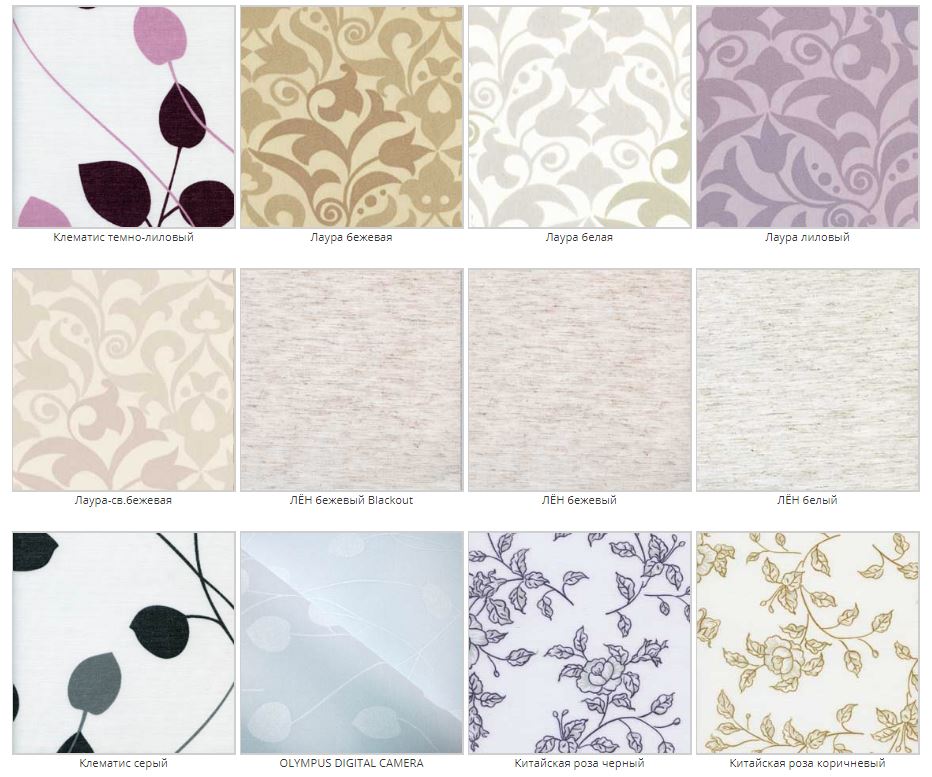 Клематис темно-лиловый
Лаура бежевая
Лаура белая
Лаура лиловый
Лаура-св.бежевая
ЛЁН бежевый Blackout
ЛЁН бежевый
ЛЁН белый
Клематис серый
OLYMPUS DIGITAL CAMERA
Китайская роза черный
Китайская роза коричневый